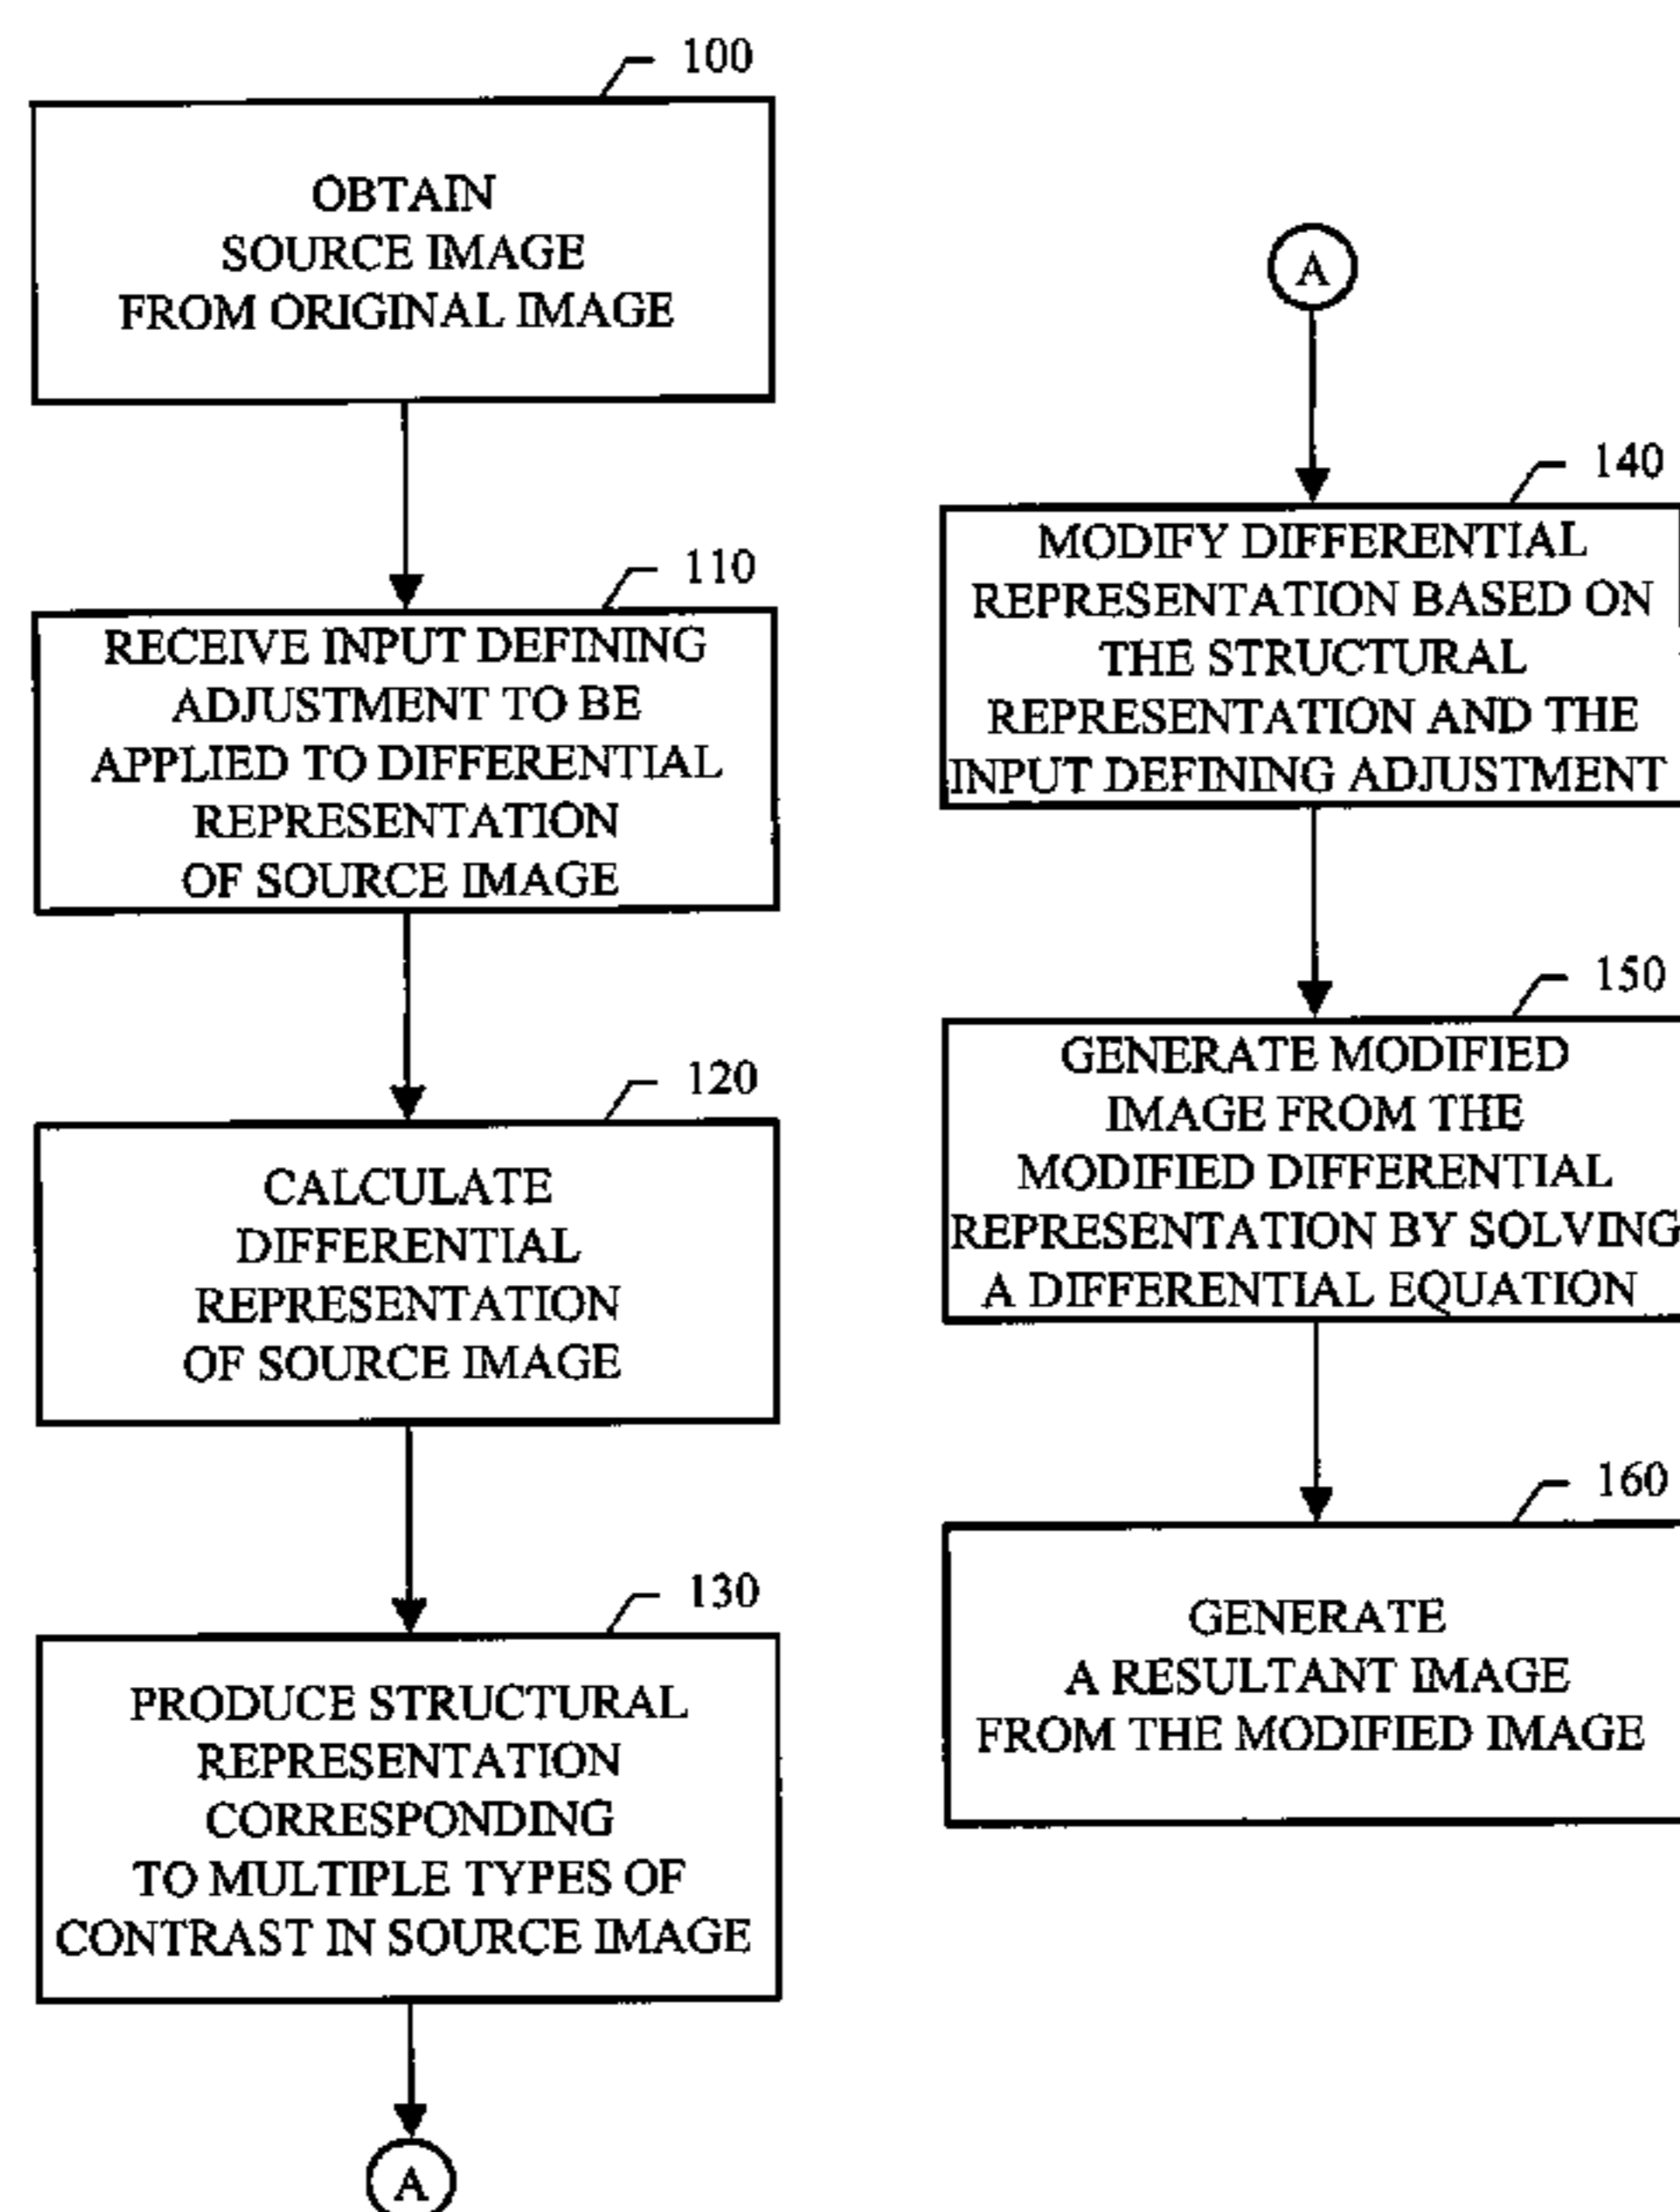 100
OBTAIN
SOURCE IMAGE
FROM ORIGINAL IMAGE
110
RECEIVE INPUT DEFINING
ADJUSTMENT TO BE
APPLIED TO DIFFERENTIAL
REPRESENTATION
OF SOURCE IMAGE
120
CALCULATE
DIFFERENTIAL
REPRESENTATION
OF SOURCE IMAGE
130
PRODUCE STRUCTURAL
REPRESENTATION
CORRESPONDING
TO MULTIPLE TYPES OF
CONTRAST IN SOURCE IMAGE
A
A
140
MODIFY DIFFERENTIAL
REPRESENTATION BASED ON
THE STRUCTURAL
REPRESENTATION AND THE
INPUT DEFINING ADJUSTMENT
150
GENERATE MODIFIED
IMAGE FROM THE
MODIFIED DIFFERENTIAL
REPRESENTATION BY SOLVING
A DIFFERENTIAL EQUATION
160
GENERATE
A RESULTANT IMAGE
FROM THE MODIFIED IMAGE